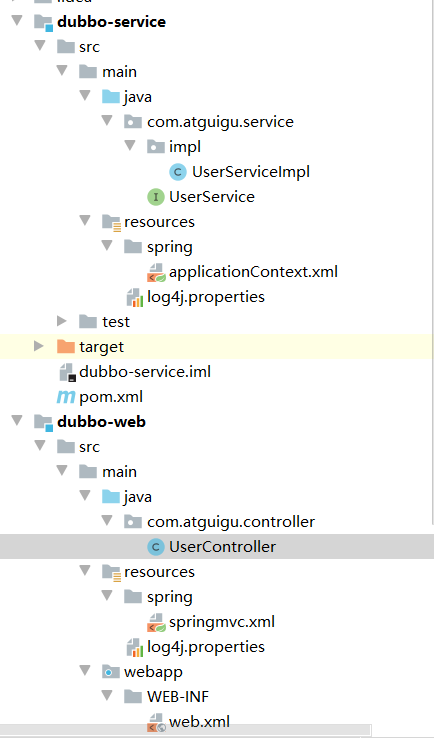 dubbo-service
src
main
java
com.atguigu.service
impl
UserServiceImpl
UserService
resources
spring
applicationContext.xml
log4j.properties
test
target
dubbo-service.iml
pom.xml
dubbo-web
src
main
java
com.atguigu.controller
UserController
resources
spring
springmvc.xml
log4j.properties
webapp
WEB-INF
web.xml